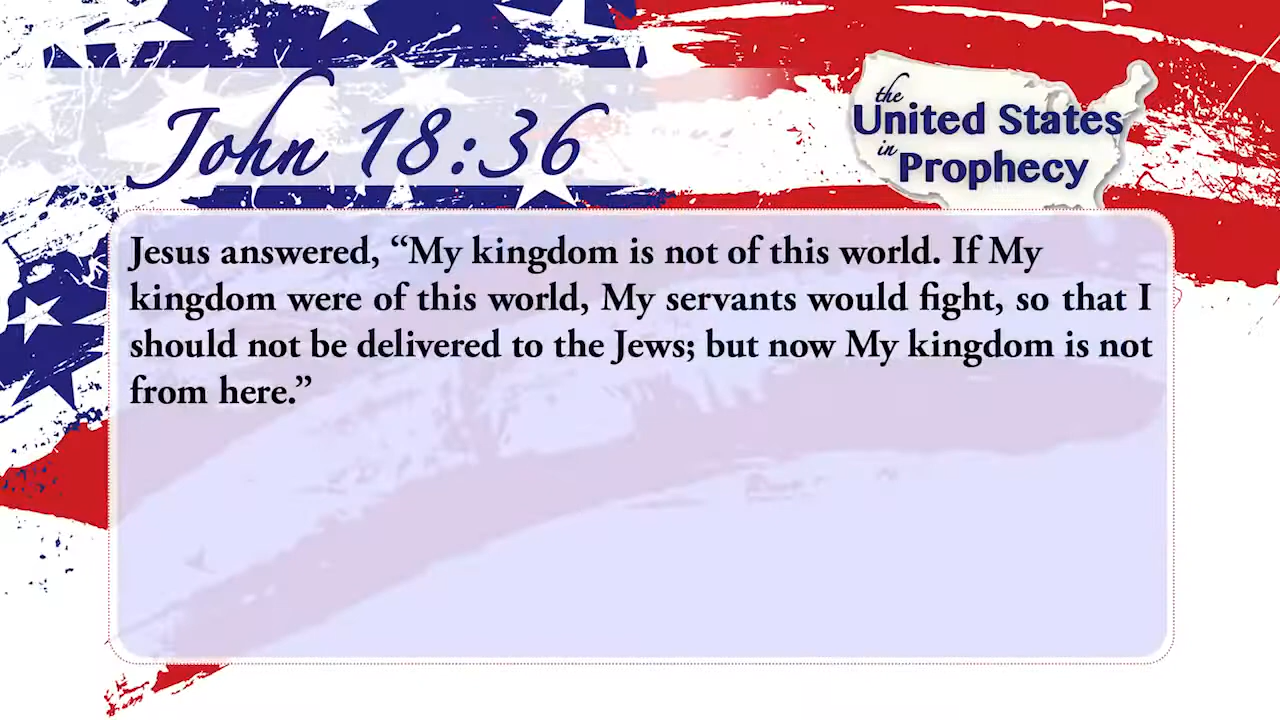 John 18:36
the
United States
in
Prophecy
Jesus answered, “My kingdom is not of this world. If My
kingdom were of this world, My servants would fight, so that I
should not be delivered to the Jews; but now My kingdom is not
from here.”